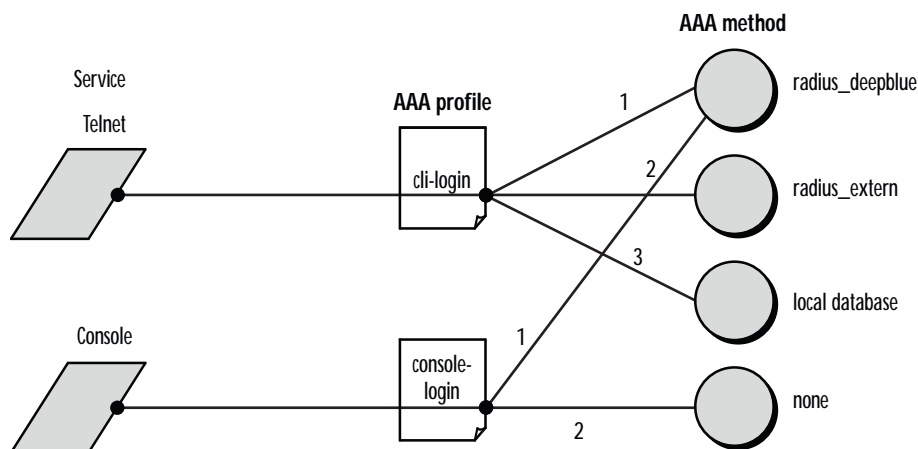 AAA method
Service
Telnet
AAA profile
cli-login
1
2
3
radius_deepblue
radius_extern
local database
Console
console-
login
1
2
none